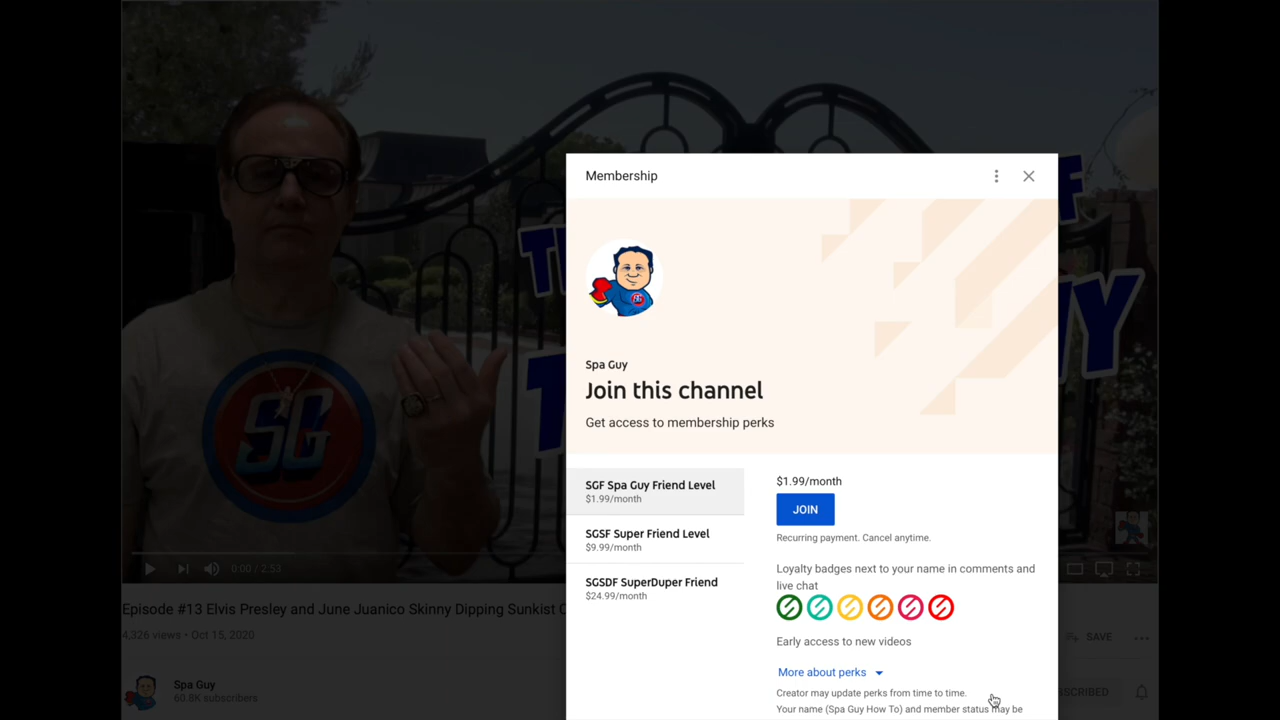 Membership
Spa Guy
Join this channel
Get access to membership perks
SGF Spa Guy Friend Level
$1.99/month
SGSF Super Friend Level
$9.99/month
SGSDF SuperDuper Friend
$24.99/month
$1.99/month
JOIN
Recurring payment. Cancel anytime.
Loyalty badges next to your name in comments and
live chat
Early access to new videos
More about perks
Creator may update perks from time to time.
Your name (Spa Guy How To) and member status may be
SG
0:00 / 2:53
Episode #13 Elvis Presley and June Juanico Skinny Dipping Sunkist
4,326 views • Oct 15, 2020
SAVE
Spa Guy
60.8K subscribers